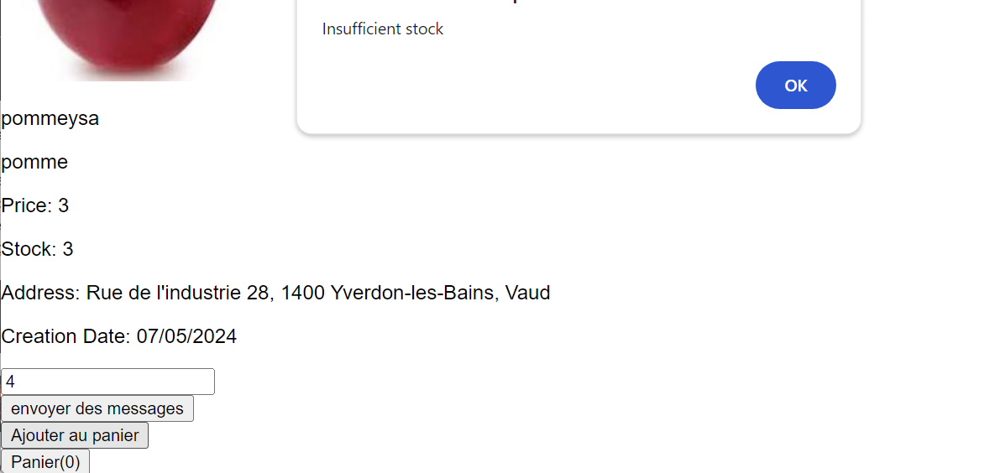 Insufficient stock
OK
pommeysa
pomme
Price: 3
Stock: 3
Address: Rue de l'industrie 28, 1400 Yverdon-les-Bains, Vaud
Creation Date: 07/05/2024
4
envoyer des messages
Ajouter au panier
Panier(0)